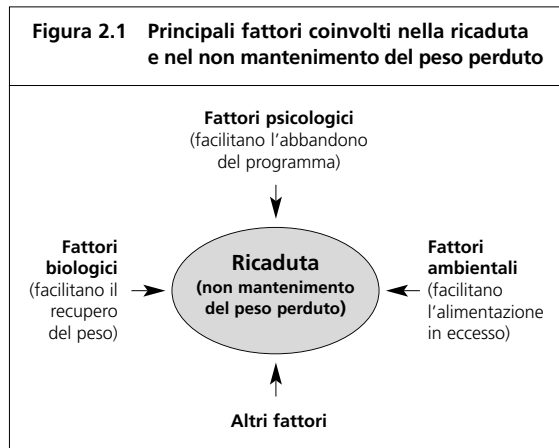 Figura 2.1 Principali fattori coinvolti nella ricaduta
e nel non mantenimento del peso perduto
Fattori psicologici
(facilitano l'abbandono
del programma)
Fattori
biologici
(facilitano il
recupero
del peso)
Ricaduta
(non mantenimento
del peso perduto)
Fattori
ambientali
(facilitano
l'alimentazione
in eccesso)
Altri fattori